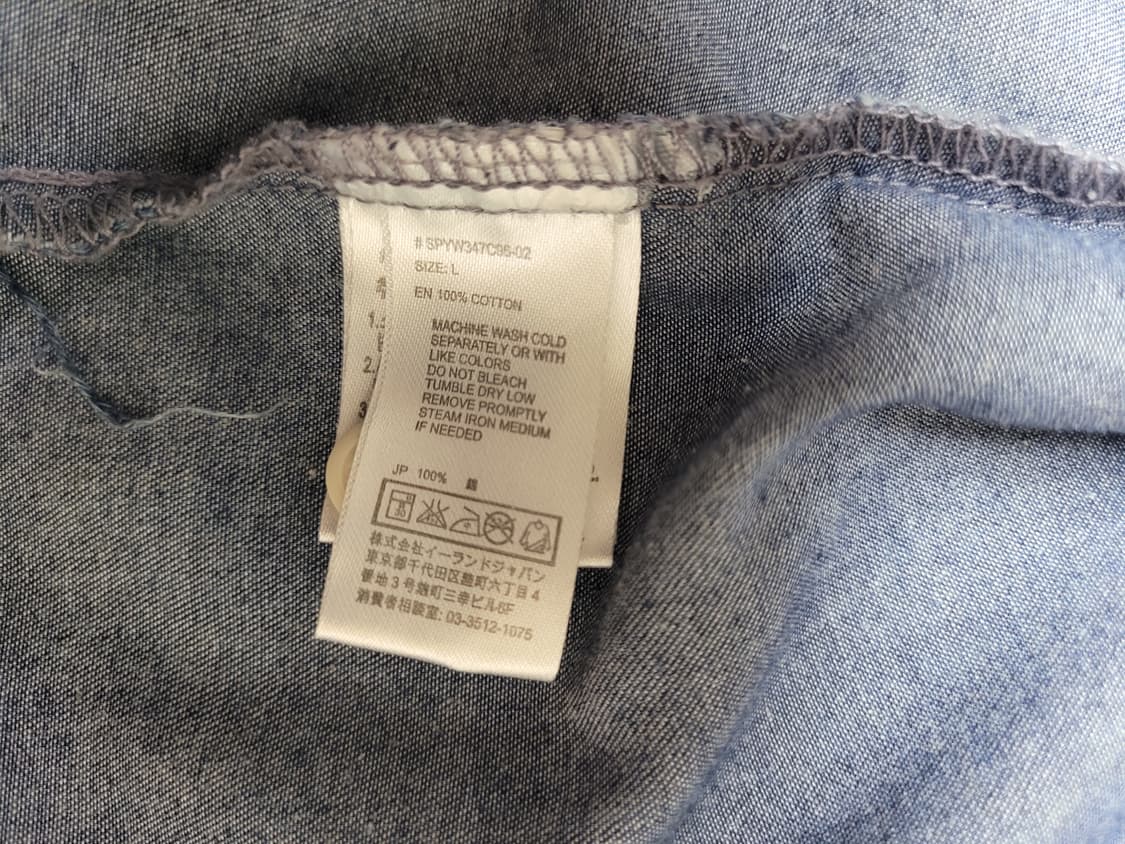 # SPYW347C96-02
SIZE: L
EN 100% COTTON
MACHINE WASH COLD
SEPARATELY OR WITH
LIKE COLORS
DO NOT BLEACH
TUMBLE DRY LOW
REMOVE PROMPTLY
STEAM IRON MEDIUM
IF NEEDED
JP 100% 綿
株式会社イーランドジャパン
東京都千代田区麹町六丁目4
番地3号麹町三幸ビル6F
消費者相談室: 03-3512-1075
1.
2.
3